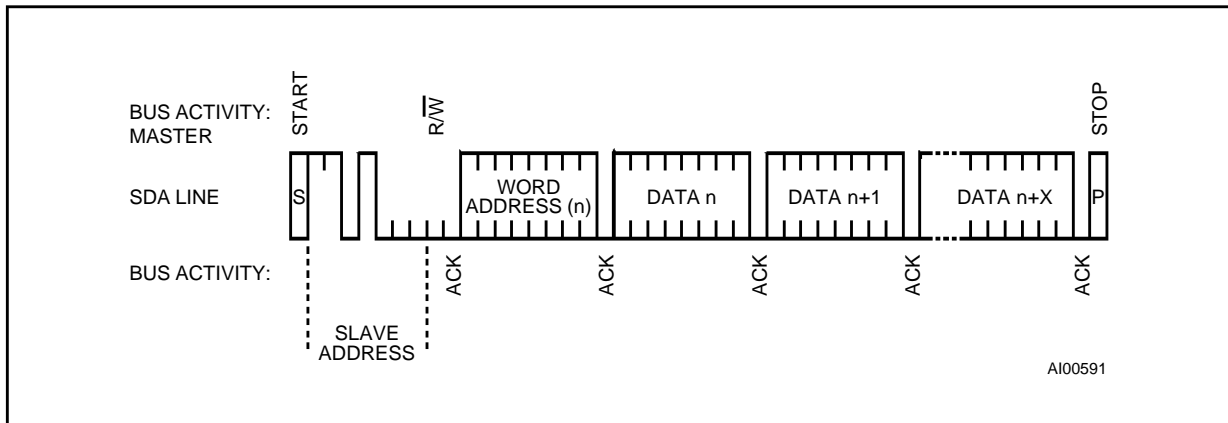 BUS ACTIVITY:
MASTER
START
R/W
STOP
SDA LINE
S
WORD
ADDRESS (n)
DATA n
DATA n+1
DATA n+X
P
BUS ACTIVITY:
ACK
ACK
ACK
ACK
ACK
SLAVE
ADDRESS
AI00591